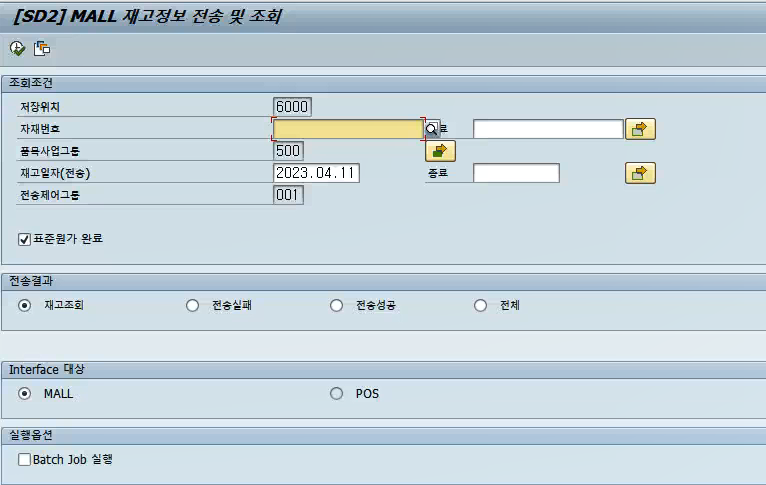 [SD2] MALL 재고정보 전송 및 조회
조회조건
저장위치 6000
자재번호 료
품목사업그룹 500
재고일자(전송) 2023.04.11 종료
전송제어그룹 001
표준원가 완료
전송결과
재고조회 전송실패 전송성공 전체
Interface 대상
MALL POS
실행옵션
Batch Job 실행